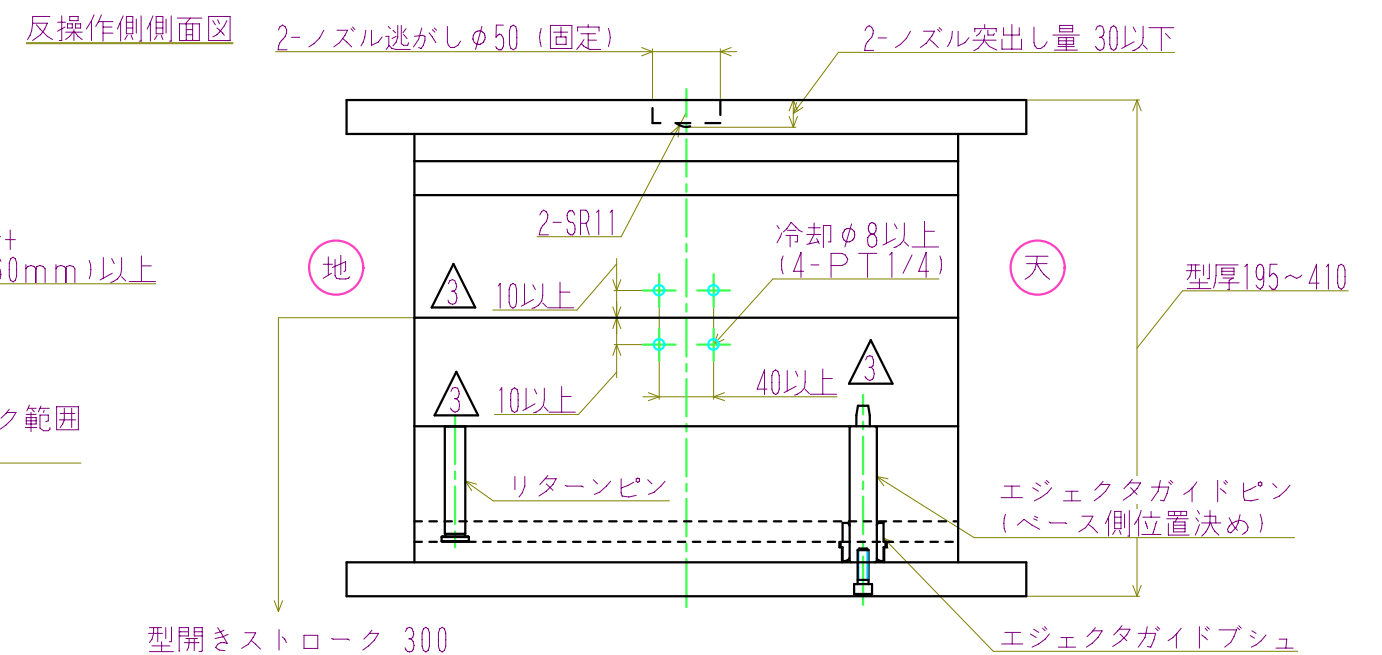 反操作側側面図
2-ノズル逃がしφ50 (固定)
2-ノズル突出し量 30以下
2-SR11
冷却φ8以上
(4-PT1/4)
60mm)以上
地
天
型厚195~410
3
10以上
3
10以上
40以上
3
ク範囲
リターンピン
エジェクタガイドピン
(ベース側位置決め)
型開きストローク 300
エジェクタガイドブシュ